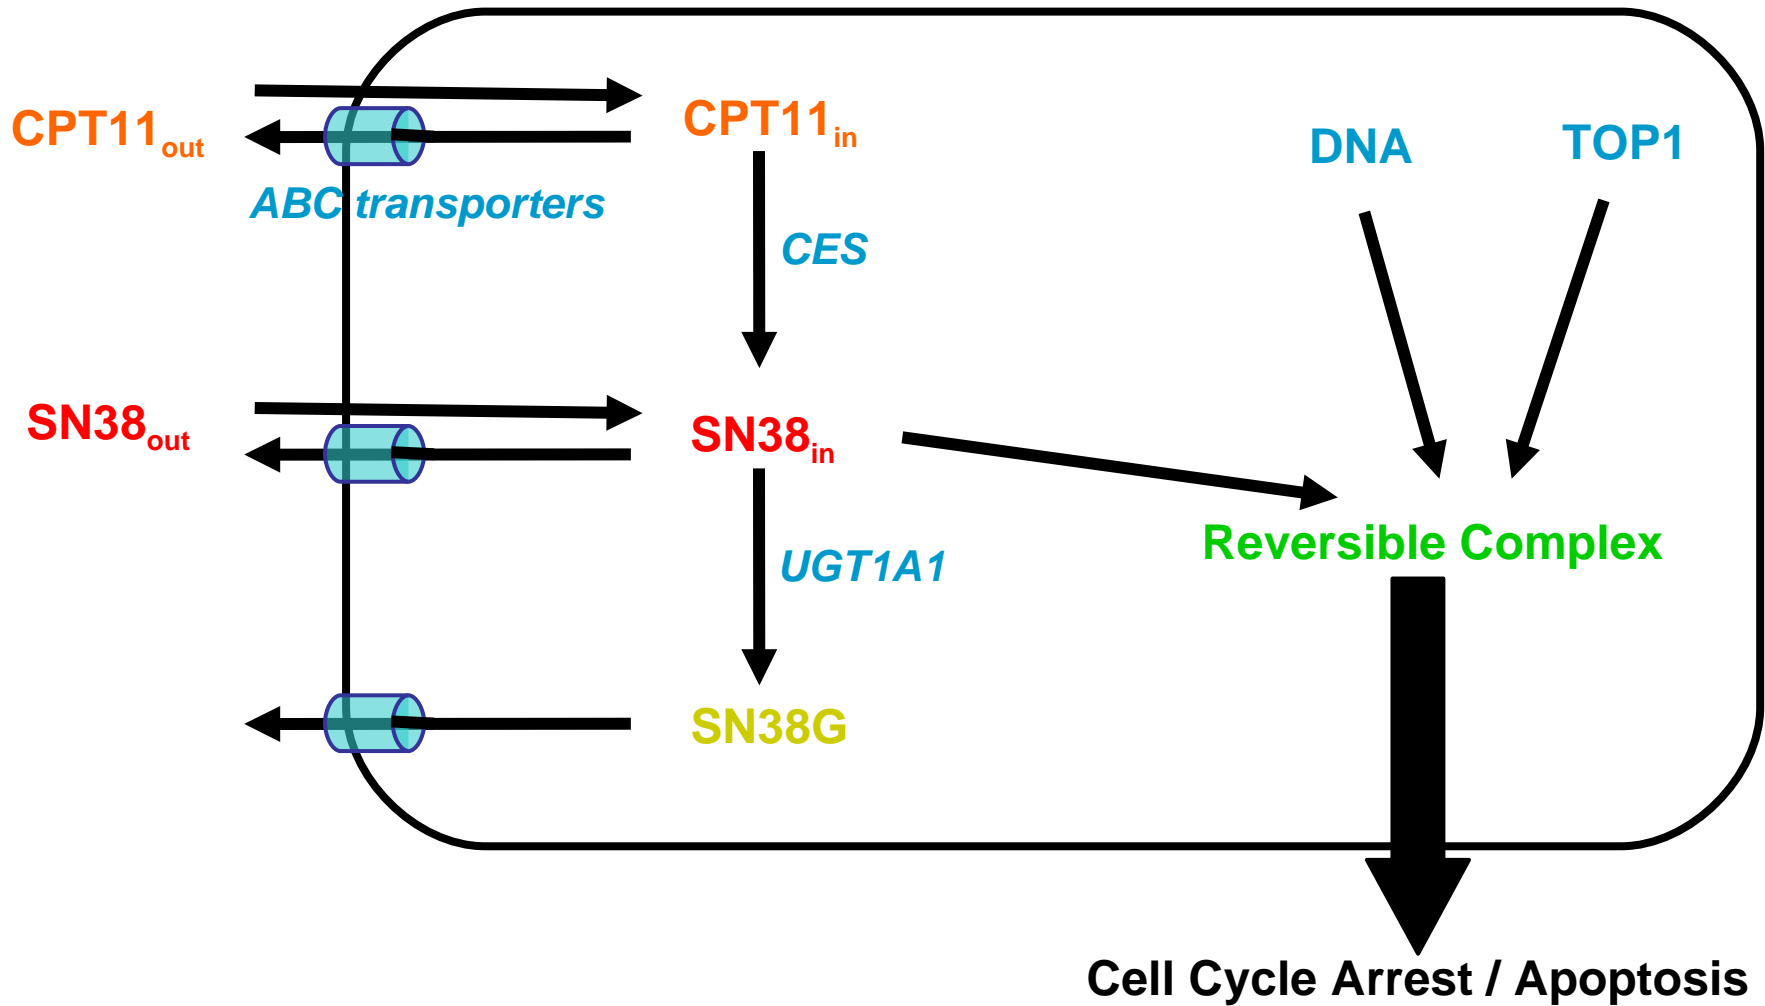 CPT11out
CPT11in
DNA
TOP1
ABC transporters
CES
SN38out
SN38in
Reversible Complex
UGT1A1
SN38G
Cell Cycle Arrest / Apoptosis